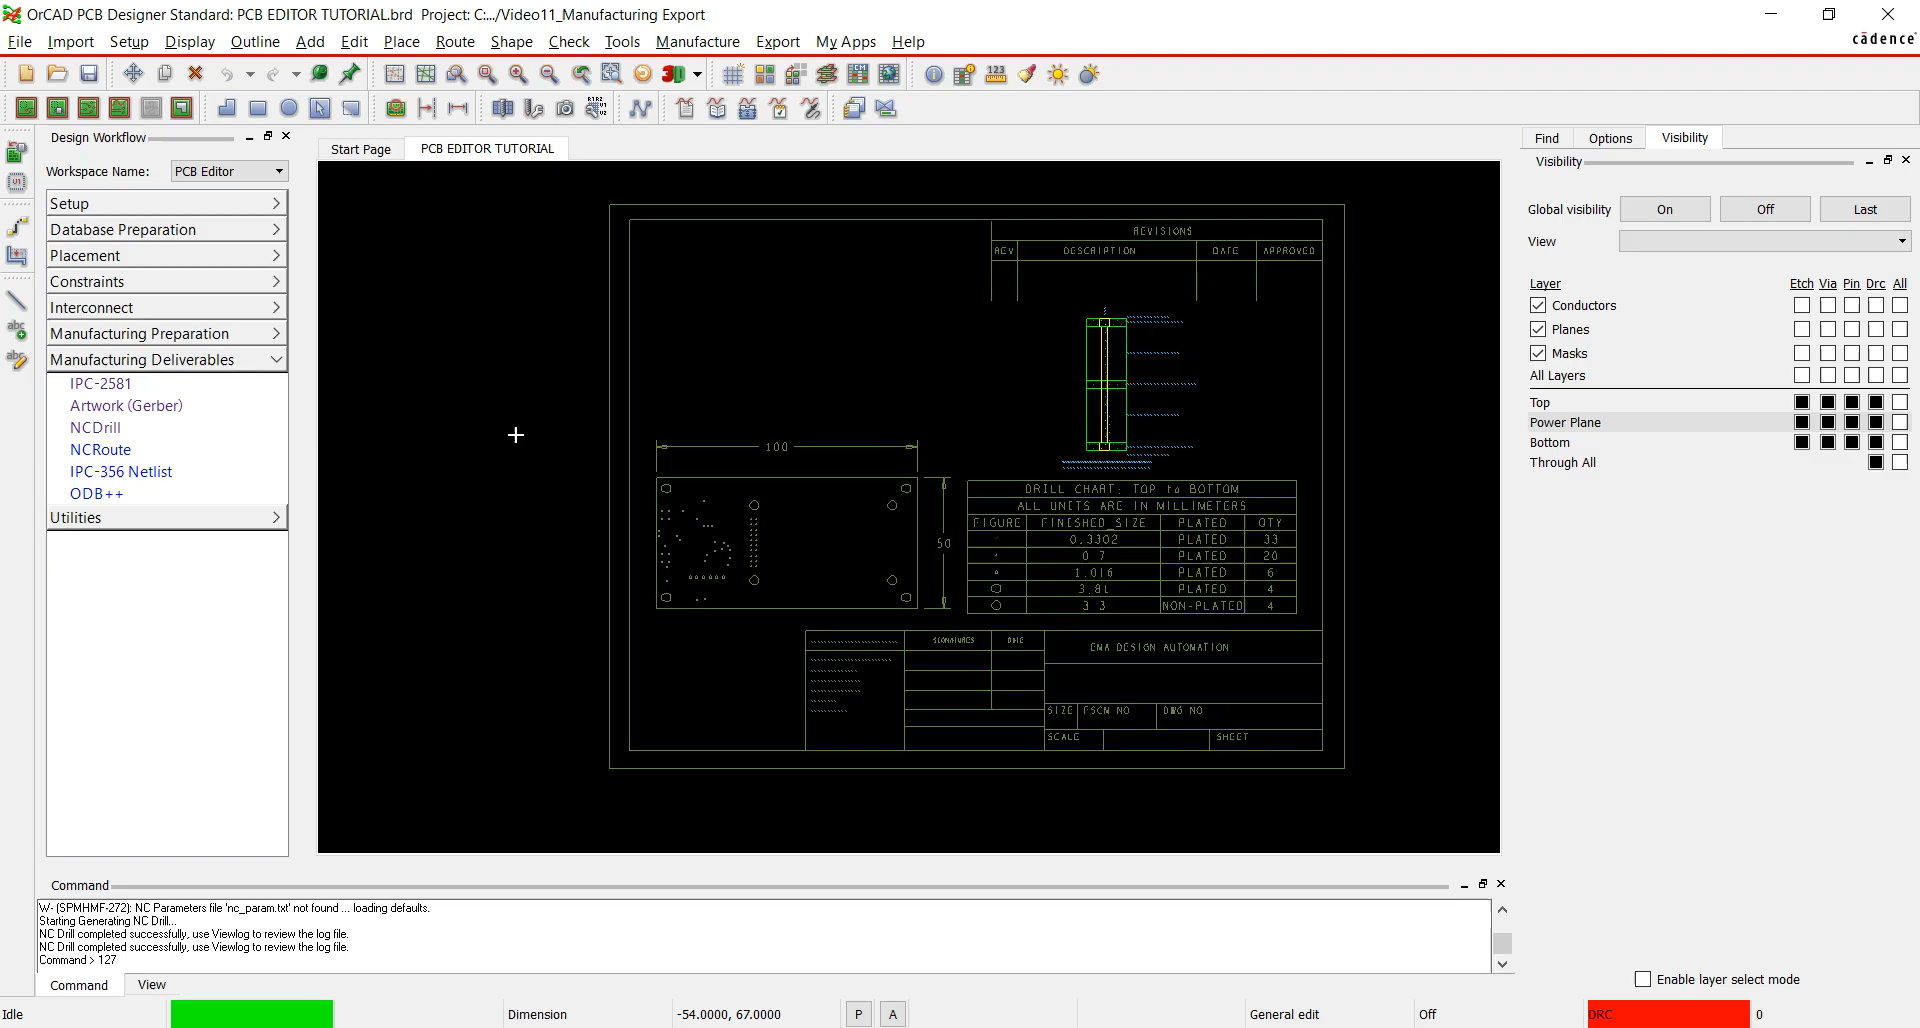 OrCAD PCB Designer Standard: PCB EDITOR TUTORIAL.brd  Project: C:.../Video11_Manufacturing Export
File Import Setup Display Outline Add Edit Place Route Shape Check Tools Manufacture Export My Apps Help
cādence
Design Workflow
Workspace Name: PCB Editor
Setup
Database Preparation
Placement
Constraints
Interconnect
Manufacturing Preparation
Manufacturing Deliverables
IPC-2581
Artwork (Gerber)
NCDrill
NCRoute
IPC-356 Netlist
ODB++
Utilities
Start Page PCB EDITOR TUTORIAL
REVISIONS
REV DESCRIPTION DATE APPROVED
100
50
DRILL CHART: TOP to BOTTOM
ALL UNITS ARE IN MILLIMETERS
FIGURE FINISHED_SIZE PLATED QTY
0.3302 PLATED 33
0.7 PLATED 20
1.016 PLATED 6
3.81 PLATED 4
3.3 NON-PLATED 4
SIGNATURES DATE
EMA DESIGN AUTOMATION
SIZE FSCM NO DWG NO
SCALE SHEET
Find Options Visibility
Visibility
Global visibility On Off Last
View
Layer Etch Via Pin Drc All
Conductors
Planes
Masks
All Layers
Top
Power Plane
Bottom
Through All
Enable layer select mode
Command
W- (SPMHMF-272): NC Parameters file 'nc_param.txt' not found ... loading defaults.
Starting Generating NC Drill...
NC Drill completed successfully, use Viewlog to review the log file.
NC Drill completed successfully, use Viewlog to review the log file.
Command > 127
Command View
Idle Dimension -54.0000, 67.0000 P A General edit Off DRC 0